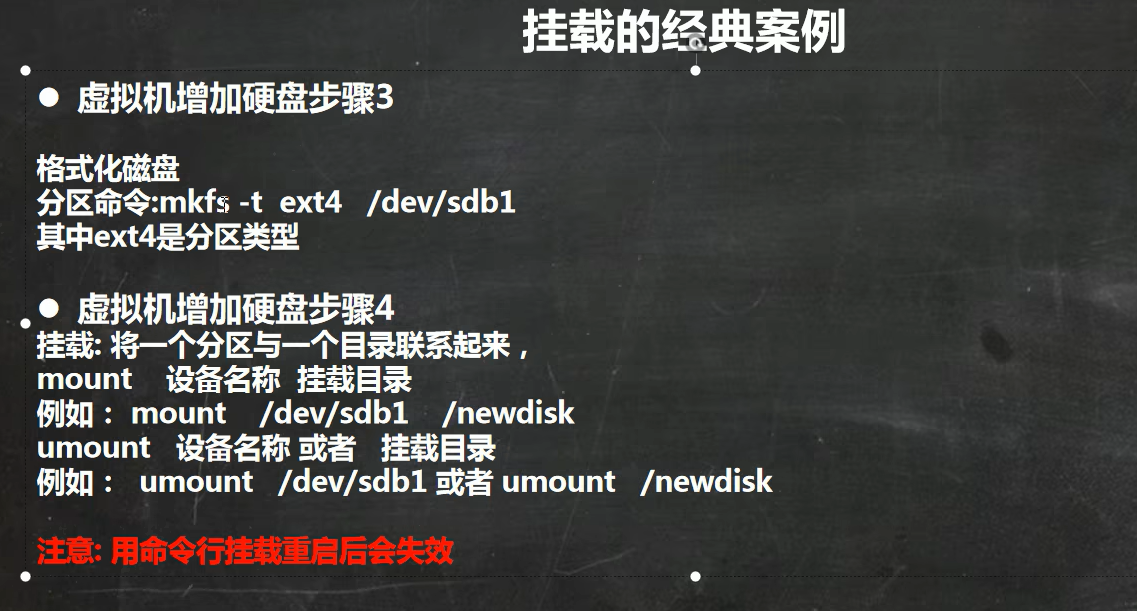 挂载的经典案例
● 虚拟机增加硬盘步骤3
格式化磁盘
分区命令:mkfs -t ext4 /dev/sdb1
其中ext4是分区类型
● 虚拟机增加硬盘步骤4
挂载: 将一个分区与一个目录联系起来，
mount 设备名称 挂载目录
例如： mount /dev/sdb1 /newdisk
umount 设备名称 或者 挂载目录
例如： umount /dev/sdb1 或者 umount /newdisk
注意: 用命令行挂载重启后会失效